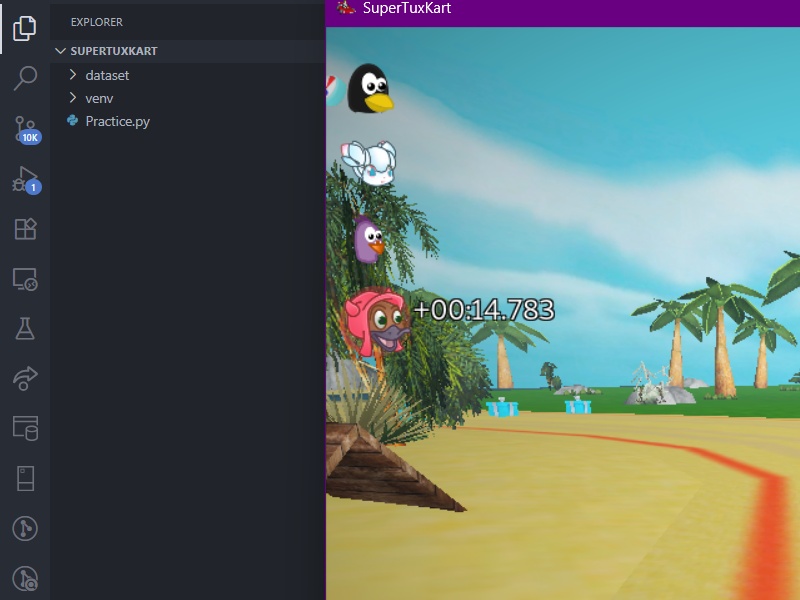 EXPLORER
SUPERTUXKART
dataset
venv
Practice.py
10K
1
SuperTuxKart
+00:14.783